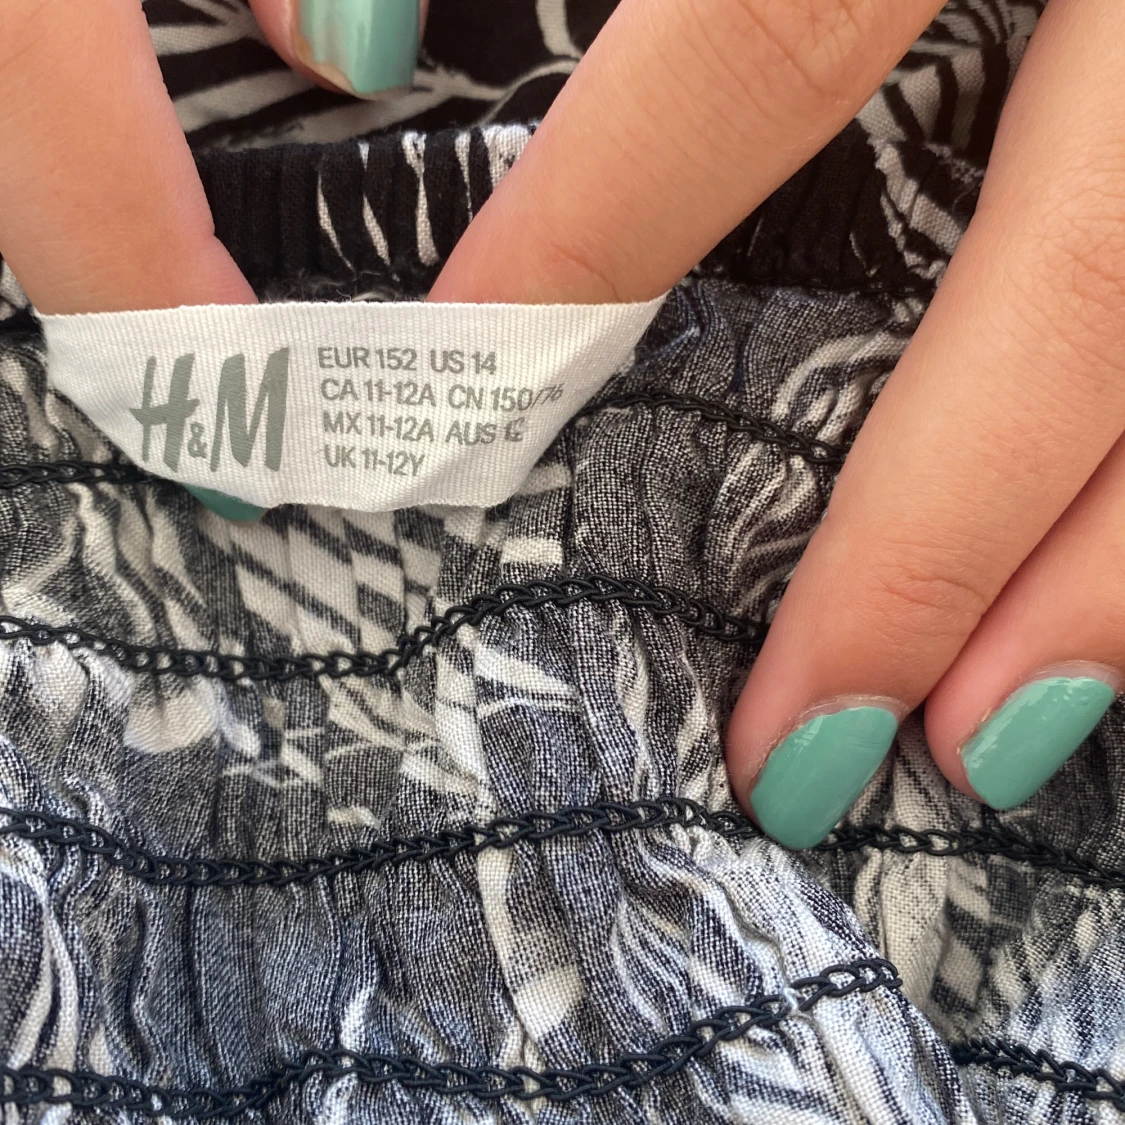 H&M
EUR 152 US 14
CA 11-12A CN 150/76
MX 11-12A AUS 12
UK 11-12Y